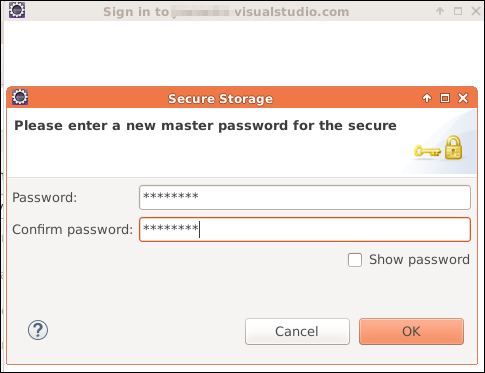 Sign in to visualstudio.com
Secure Storage
Please enter a new master password for the secure
Password: ********
Confirm password: ********
Show password
? Cancel OK